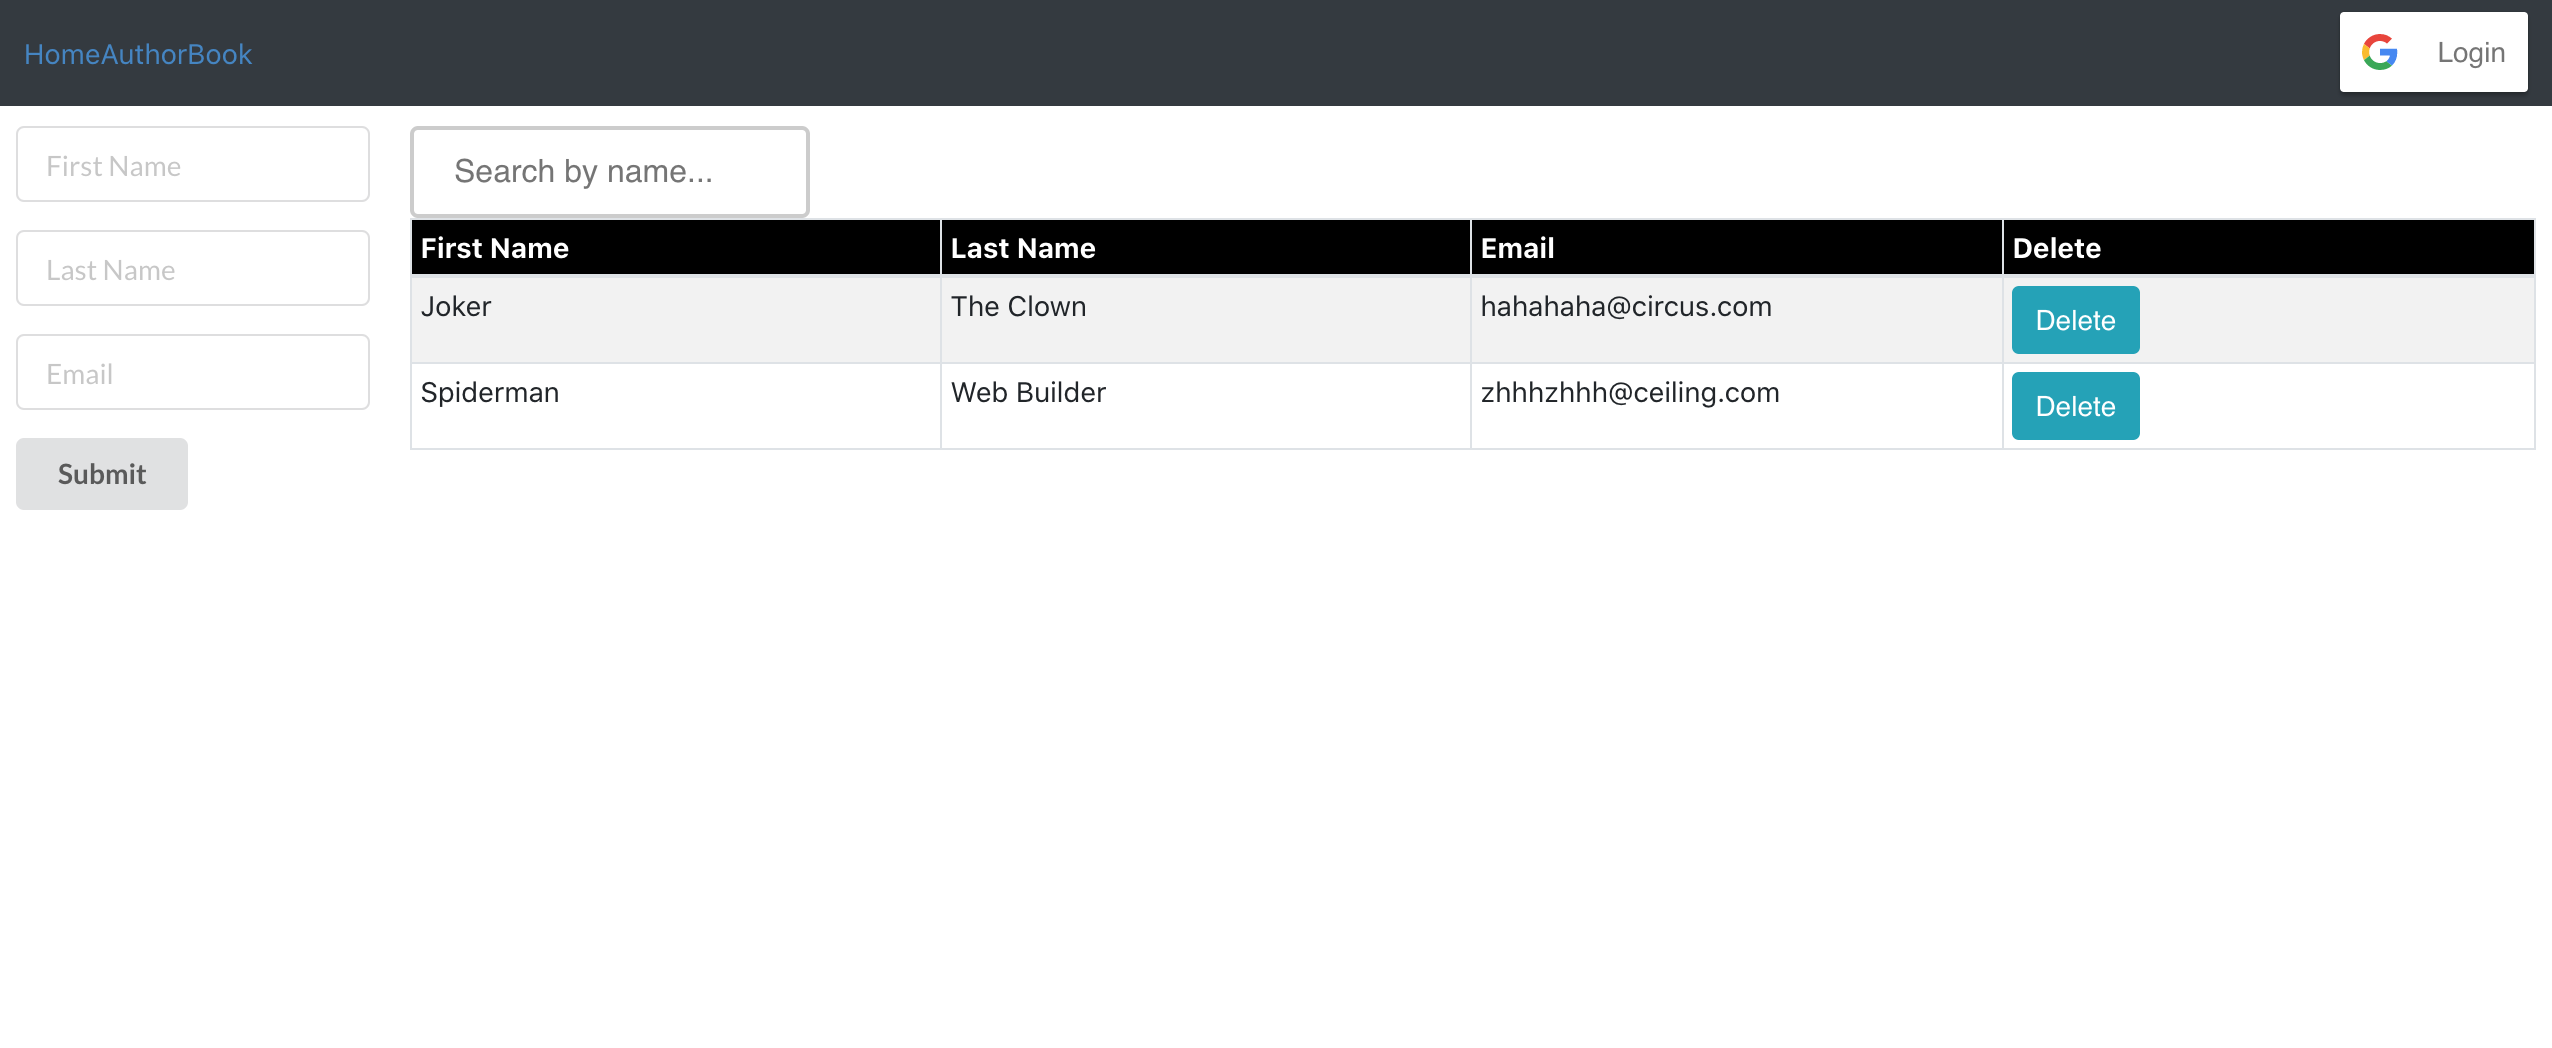 HomeAuthorBook
Login
First Name
Last Name
Email
Submit
Search by name...
First Name Last Name Email Delete
Joker The Clown hahahaha@circus.com Delete
Spiderman Web Builder zhhhzhhh@ceiling.com Delete